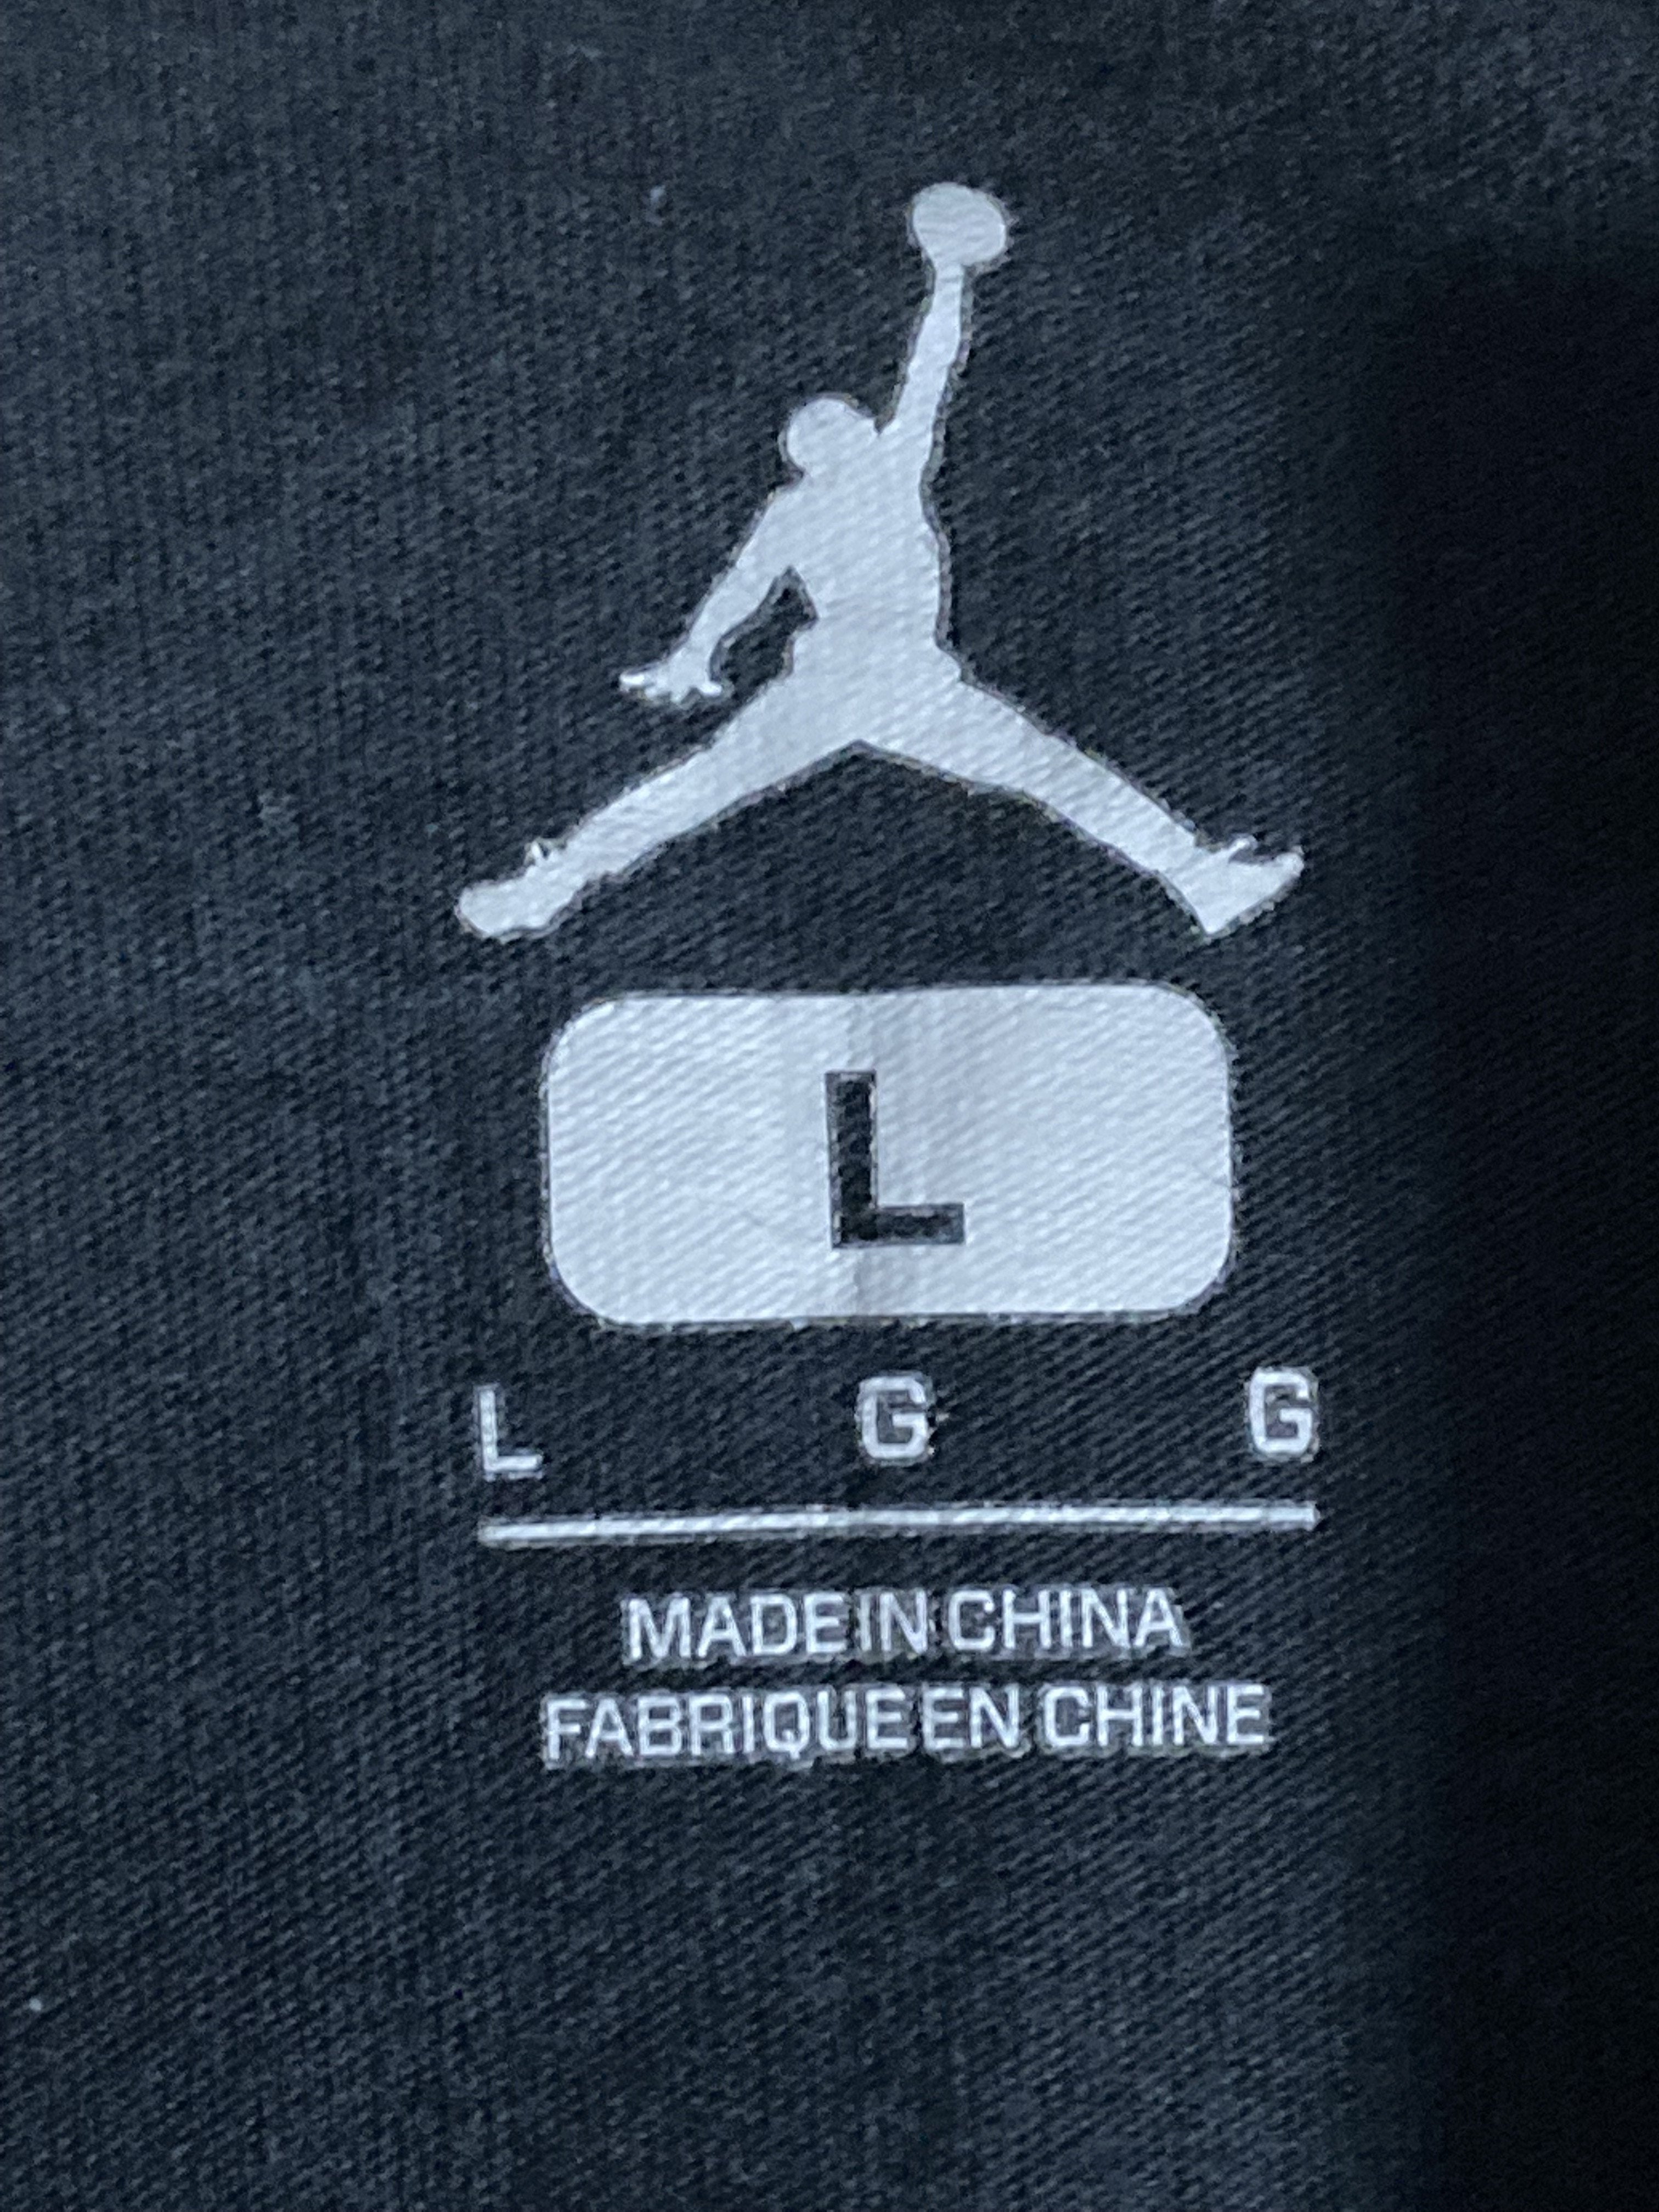 L
L G G
MADE IN CHINA
FABRIQUE EN CHINE